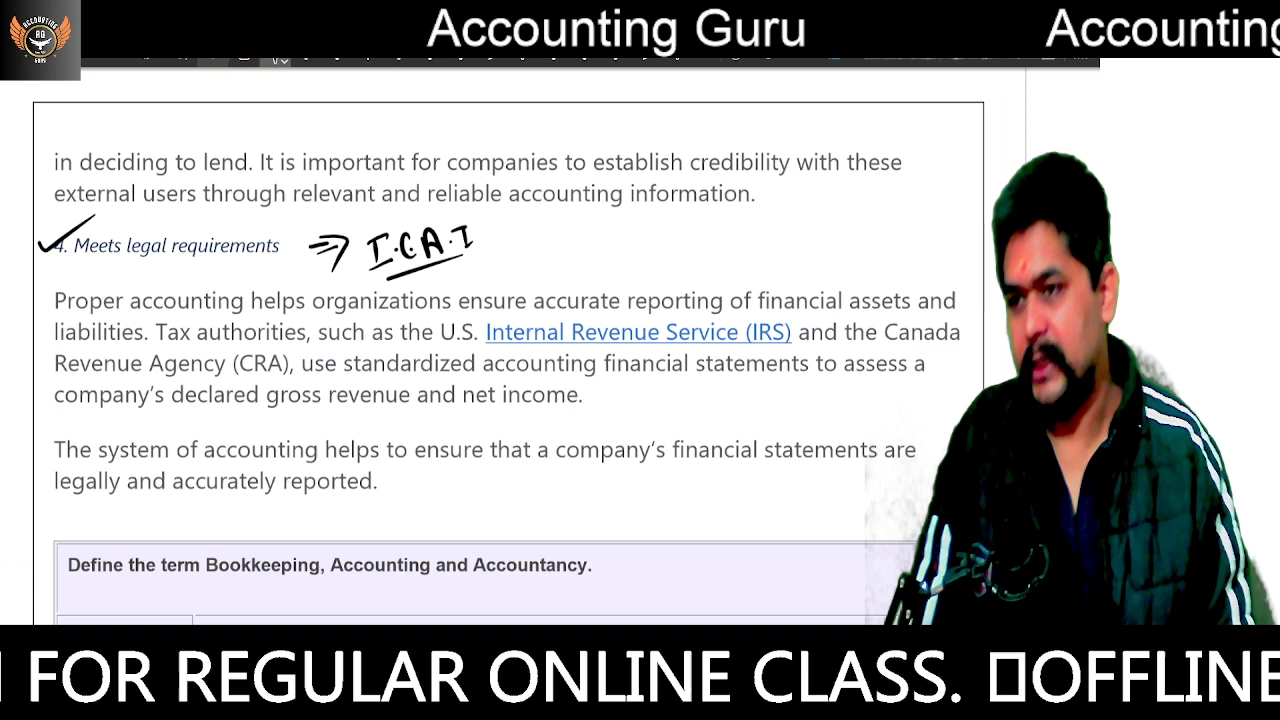 Accounting Guru
Accounting
ACCOUNTING
AG
GURU
in deciding to lend. It is important for companies to establish credibility with these
external users through relevant and reliable accounting information.
4. Meets legal requirements ⇒ I.C.A.I
Proper accounting helps organizations ensure accurate reporting of financial assets and
liabilities. Tax authorities, such as the U.S. Internal Revenue Service (IRS) and the Canada
Revenue Agency (CRA), use standardized accounting financial statements to assess a
company’s declared gross revenue and net income.
The system of accounting helps to ensure that a company’s financial statements are
legally and accurately reported.
Define the term Bookkeeping, Accounting and Accountancy.
FOR REGULAR ONLINE CLASS. OFFLINE